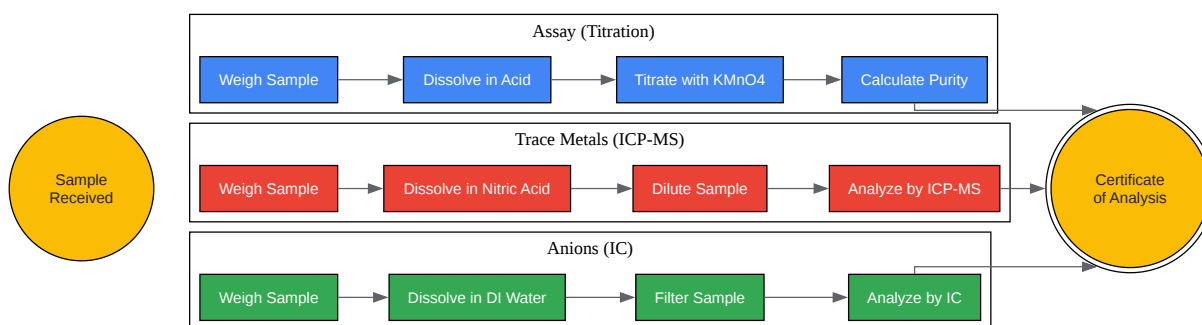 Assay (Titration)
Weigh Sample
Dissolve in Acid
Titrate with KMnO4
Calculate Purity
Sample
Received
Trace Metals (ICP-MS)
Weigh Sample
Dissolve in Nitric Acid
Dilute Sample
Analyze by ICP-MS
Certificate
of Analysis
Anions (IC)
Weigh Sample
Dissolve in DI Water
Filter Sample
Analyze by IC